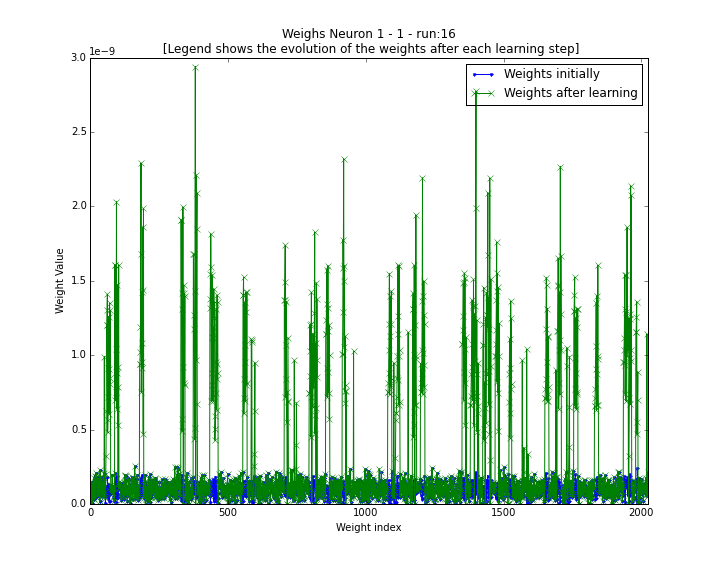 Weighs Neuron 1 - 1 - run:16
[Legend shows the evolution of the weights after each learning step]
1e−9
3.0
2.5
2.0
1.5
1.0
0.5
0.0
Weight Value
Weights initially
Weights after learning
0 500 1000 1500 2000
Weight index